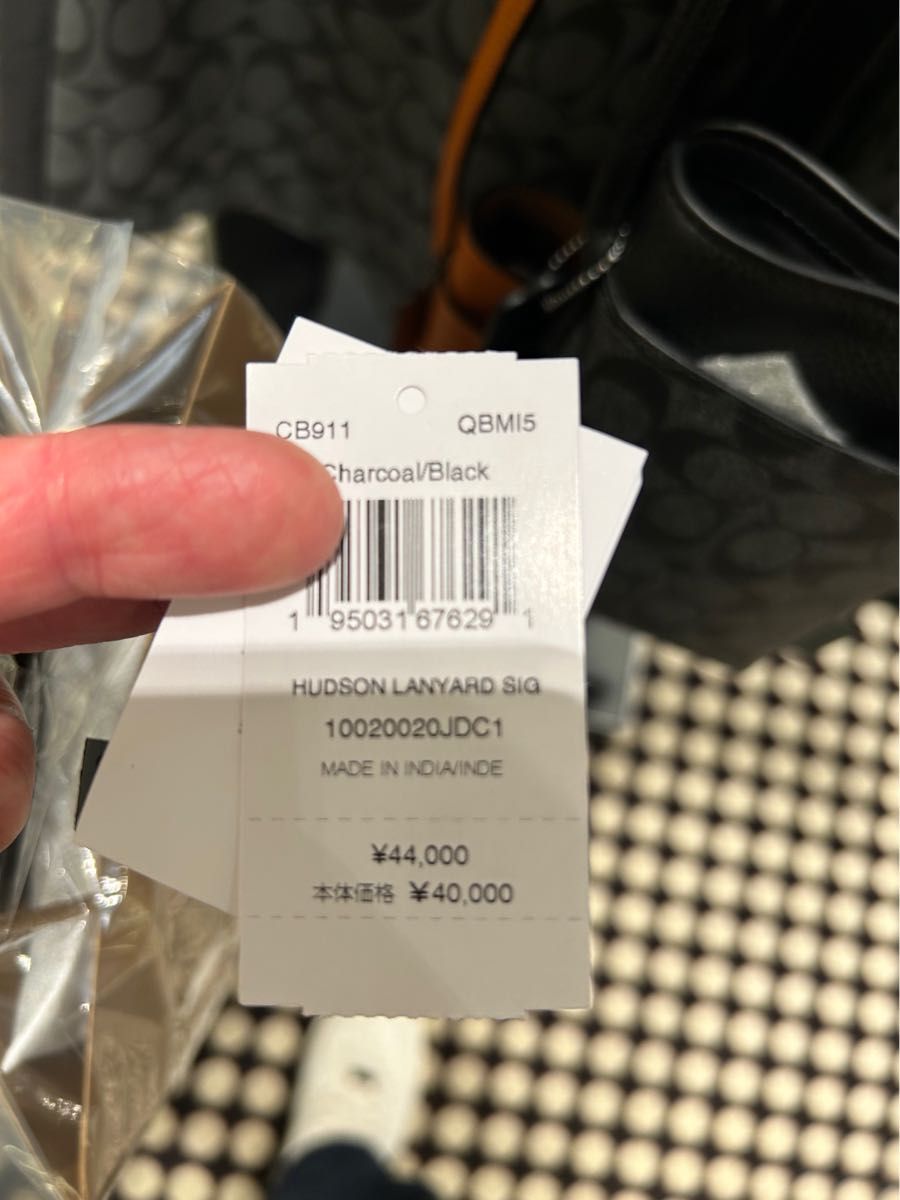 CB911 QBMI5
Charcoal/Black
1 95031 67629 1
HUDSON LANYARD SIG
10020020JDC1
MADE IN INDIA/INDE
¥44,000
本体価格 ¥40,000